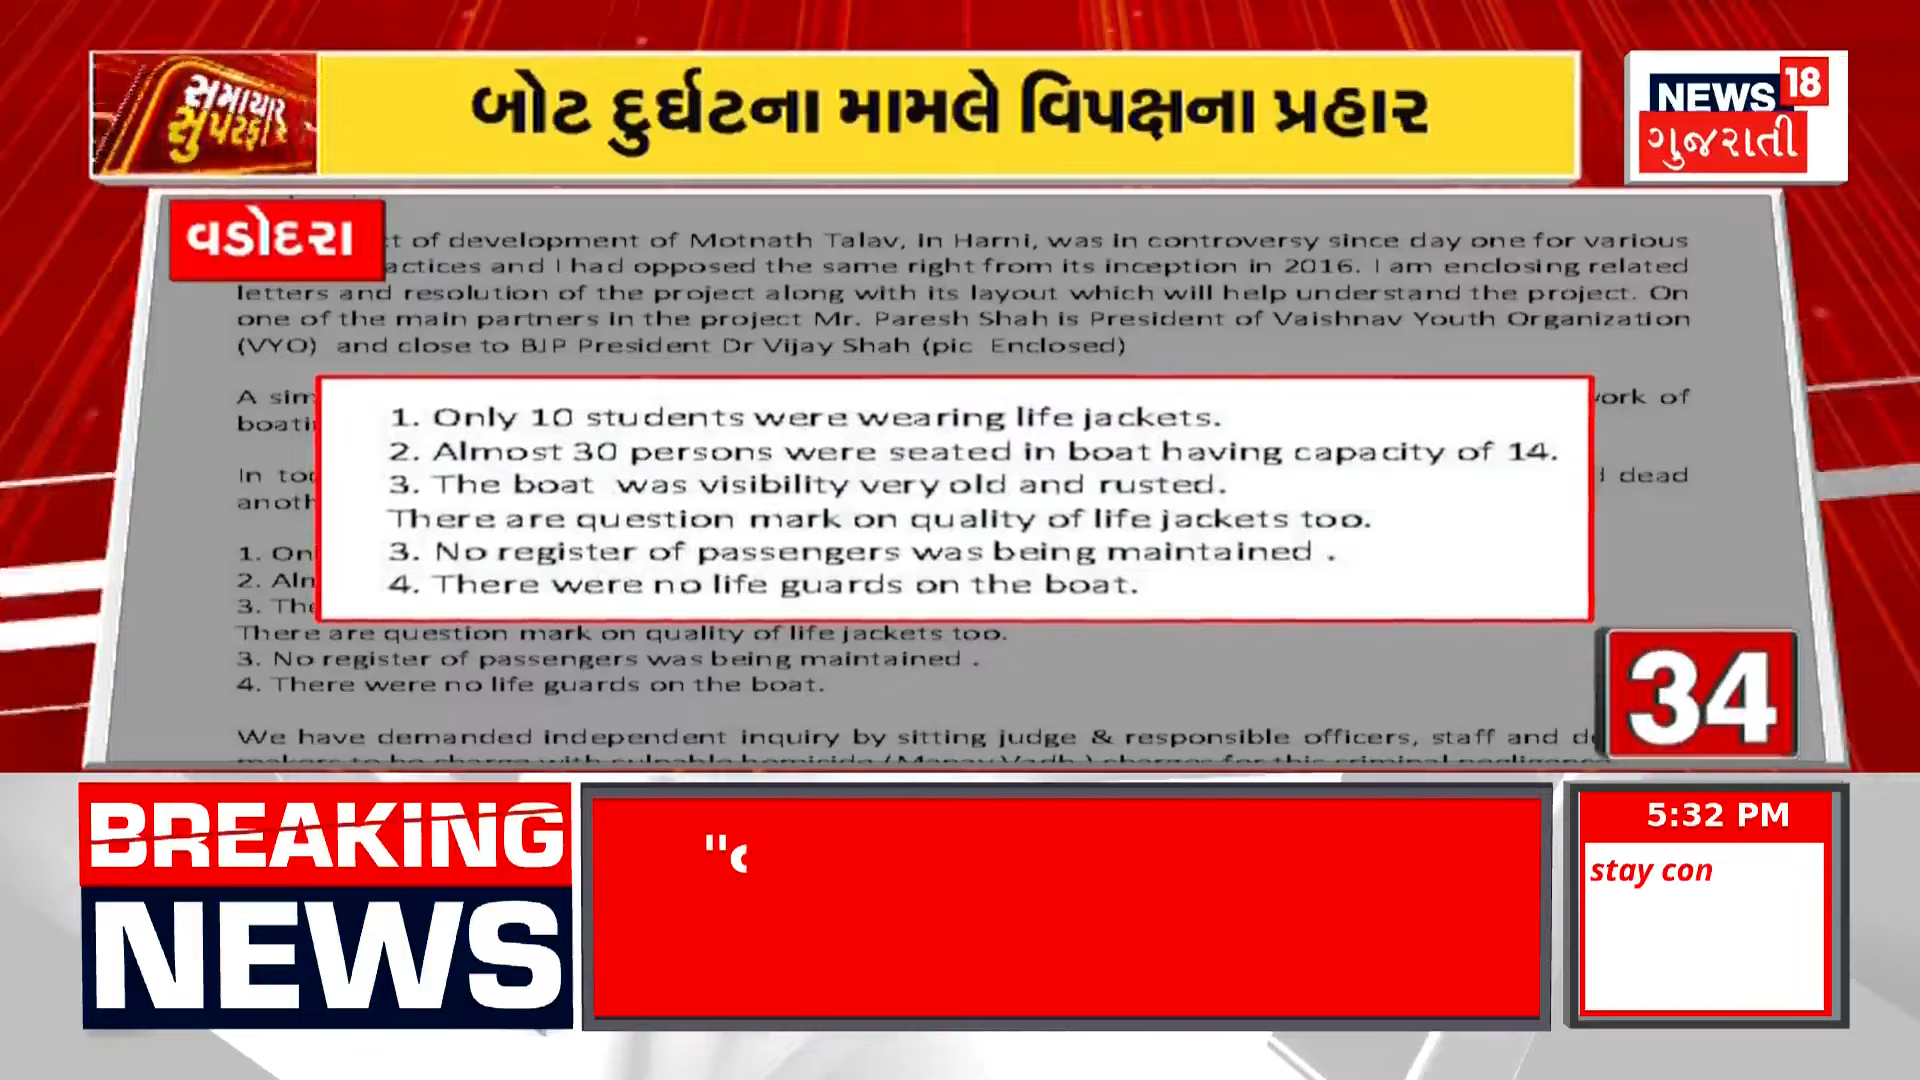 સમાચાર
સુપરફાસ્ટ
બોટ દુર્ઘટના મામલે વિપક્ષના પ્રહાર
NEWS 18
ગુજરાતી
વડોદરા
of development of Motnath Talav, in Harni, was in controversy since day one for various
and I had opposed the same right from its inception in 2016. I am enclosing related
letters and resolution of the project along with its layout which will help understand the project. On
one of the main partners in the project Mr. Paresh Shah is President of Vaishnav Youth Organization
(VYO) and close to BJP President Dr Vijay Shah (pic Enclosed)
A
of
In dead
1. Only 10 students were wearing life jackets.
2. Almost 30 persons were seated in boat having capacity of 14.
3. The boat was visibility very old and rusted.
There are question mark on quality of life jackets too.
3. No register of passengers was being maintained .
4. There were no life guards on the boat.
1.
2.
3.
There are question mark on quality of life jackets too.
3. No register of passengers was being maintained .
4. There were no life guards on the boat.
We have demanded independent inquiry by sitting judge & responsible officers, staff and
34
BREAKING
NEWS
5:32 PM
stay con